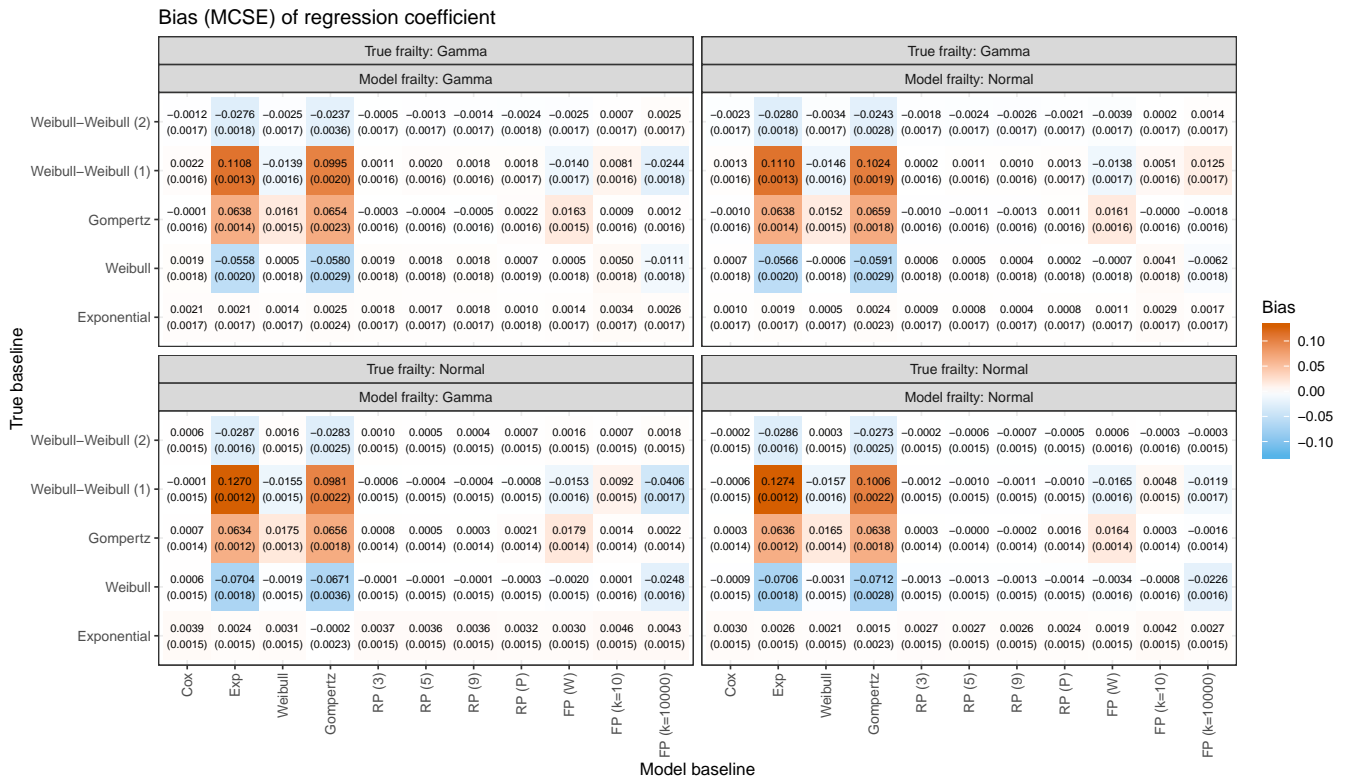 Bias (MCSE) of regression coefficient
True frailty: Gamma
Model frailty: Gamma
Weibull−Weibull (2)
−0.0012 −0.0276 −0.0025 −0.0237 −0.0005 −0.0013 −0.0014 −0.0024 −0.0025 0.0007 0.0025
(0.0017) (0.0018) (0.0017) (0.0036) (0.0017) (0.0017) (0.0017) (0.0017) (0.0017) (0.0017) (0.0017)
Weibull−Weibull (1)
0.0022 0.1108 −0.0139 0.0995 0.0011 0.0020 0.0018 0.0018 −0.0140 0.0081 −0.0244
(0.0016) (0.0013) (0.0016) (0.0020) (0.0016) (0.0016) (0.0016) (0.0017) (0.0017) (0.0016) (0.0018)
Gompertz
−0.0001 0.0638 0.0161 0.0654 −0.0003 −0.0004 −0.0005 0.0022 0.0163 0.0009 0.0012
(0.0016) (0.0014) (0.0015) (0.0023) (0.0016) (0.0016) (0.0016) (0.0016) (0.0015) (0.0016) (0.0016)
Weibull
0.0019 −0.0558 0.0005 −0.0580 0.0019 0.0018 0.0018 0.0007 0.0005 0.0050 −0.0111
(0.0018) (0.0020) (0.0018) (0.0029) (0.0018) (0.0018) (0.0018) (0.0019) (0.0018) (0.0018) (0.0018)
Exponential
0.0021 0.0021 0.0014 0.0025 0.0018 0.0017 0.0018 0.0010 0.0014 0.0034 0.0026
(0.0017) (0.0017) (0.0017) (0.0024) (0.0017) (0.0017) (0.0017) (0.0018) (0.0017) (0.0017) (0.0017)
True frailty: Gamma
Model frailty: Normal
−0.0023 −0.0280 −0.0034 −0.0243 −0.0018 −0.0024 −0.0026 −0.0021 −0.0039 0.0002 0.0014
(0.0017) (0.0018) (0.0017) (0.0028) (0.0017) (0.0017) (0.0017) (0.0017) (0.0017) (0.0017) (0.0017)
0.0013 0.1110 −0.0146 0.1024 0.0002 0.0011 0.0010 0.0013 −0.0138 0.0051 0.0125
(0.0016) (0.0013) (0.0016) (0.0019) (0.0016) (0.0016) (0.0016) (0.0017) (0.0017) (0.0016) (0.0017)
−0.0010 0.0638 0.0152 0.0659 −0.0010 −0.0011 −0.0013 0.0011 0.0161 −0.0000 −0.0018
(0.0016) (0.0014) (0.0015) (0.0018) (0.0016) (0.0016) (0.0016) (0.0016) (0.0016) (0.0016) (0.0016)
0.0007 −0.0566 −0.0006 −0.0591 0.0006 0.0005 0.0004 0.0002 −0.0007 0.0041 −0.0062
(0.0018) (0.0020) (0.0018) (0.0029) (0.0018) (0.0018) (0.0018) (0.0018) (0.0018) (0.0018) (0.0018)
0.0010 0.0019 0.0005 0.0024 0.0009 0.0008 0.0004 0.0008 0.0011 0.0029 0.0017
(0.0017) (0.0017) (0.0017) (0.0023) (0.0017) (0.0017) (0.0017) (0.0017) (0.0017) (0.0017) (0.0017)
True frailty: Normal
Model frailty: Gamma
Weibull−Weibull (2)
0.0006 −0.0287 0.0016 −0.0283 0.0010 0.0005 0.0004 0.0007 0.0016 0.0007 0.0018
(0.0015) (0.0016) (0.0015) (0.0025) (0.0015) (0.0015) (0.0015) (0.0015) (0.0015) (0.0015) (0.0015)
Weibull−Weibull (1)
−0.0001 0.1270 −0.0155 0.0981 −0.0006 −0.0004 −0.0004 −0.0008 −0.0153 0.0092 −0.0406
(0.0015) (0.0012) (0.0015) (0.0022) (0.0015) (0.0015) (0.0015) (0.0015) (0.0016) (0.0015) (0.0017)
Gompertz
0.0007 0.0634 0.0175 0.0656 0.0008 0.0005 0.0003 0.0021 0.0179 0.0014 0.0022
(0.0014) (0.0012) (0.0013) (0.0018) (0.0014) (0.0014) (0.0014) (0.0014) (0.0014) (0.0014) (0.0014)
Weibull
0.0006 −0.0704 −0.0019 −0.0671 −0.0001 −0.0001 −0.0001 −0.0003 −0.0020 0.0001 −0.0248
(0.0015) (0.0018) (0.0015) (0.0036) (0.0015) (0.0015) (0.0015) (0.0015) (0.0015) (0.0015) (0.0016)
Exponential
0.0039 0.0024 0.0031 −0.0002 0.0037 0.0036 0.0036 0.0032 0.0030 0.0046 0.0043
(0.0015) (0.0015) (0.0015) (0.0023) (0.0015) (0.0015) (0.0015) (0.0015) (0.0015) (0.0015) (0.0015)
True frailty: Normal
Model frailty: Normal
−0.0002 −0.0286 0.0003 −0.0273 −0.0002 −0.0006 −0.0007 −0.0005 0.0006 −0.0003 −0.0003
(0.0015) (0.0016) (0.0015) (0.0025) (0.0015) (0.0015) (0.0015) (0.0015) (0.0015) (0.0015) (0.0015)
−0.0006 0.1274 −0.0157 0.1006 −0.0012 −0.0010 −0.0011 −0.0010 −0.0165 0.0048 −0.0119
(0.0015) (0.0012) (0.0015) (0.0022) (0.0015) (0.0015) (0.0015) (0.0015) (0.0016) (0.0015) (0.0017)
0.0003 0.0636 0.0165 0.0638 0.0003 −0.0000 −0.0002 0.0016 0.0164 0.0003 −0.0016
(0.0014) (0.0012) (0.0014) (0.0018) (0.0014) (0.0014) (0.0014) (0.0014) (0.0014) (0.0014) (0.0014)
−0.0009 −0.0706 −0.0031 −0.0712 −0.0013 −0.0013 −0.0013 −0.0014 −0.0034 −0.0008 −0.0226
(0.0015) (0.0018) (0.0015) (0.0028) (0.0015) (0.0015) (0.0015) (0.0015) (0.0016) (0.0015) (0.0016)
0.0030 0.0026 0.0021 0.0015 0.0027 0.0027 0.0026 0.0024 0.0019 0.0042 0.0027
(0.0015) (0.0015) (0.0015) (0.0023) (0.0015) (0.0015) (0.0015) (0.0015) (0.0015) (0.0015) (0.0015)
Cox Exp Weibull Gompertz RP (3) RP (5) RP (9) RP (P) FP (W) FP (k=10) FP (k=10000)
Cox Exp Weibull Gompertz RP (3) RP (5) RP (9) RP (P) FP (W) FP (k=10) FP (k=10000)
Model baseline
True baseline
Bias
0.10
0.05
0.00
−0.05
−0.10